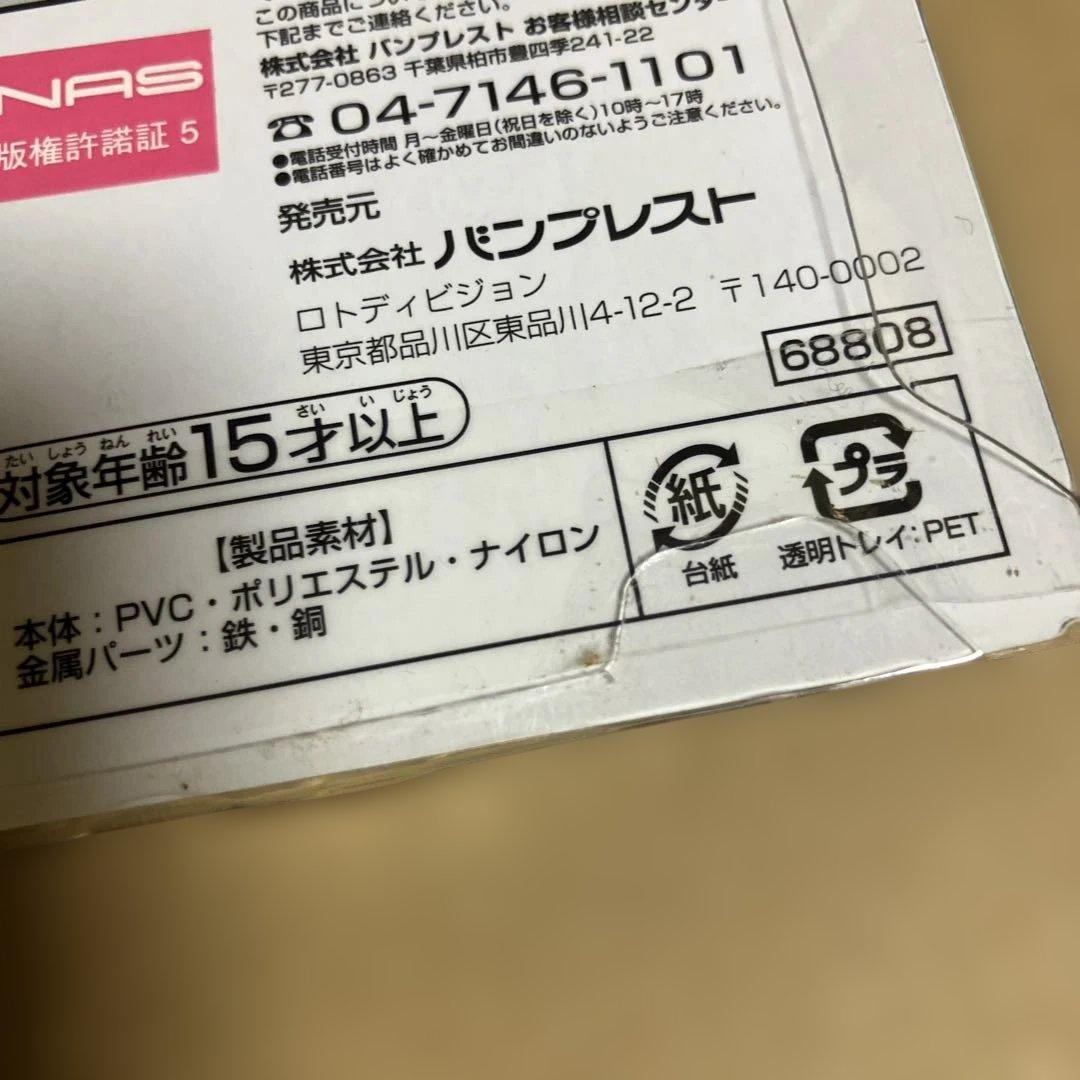 この商品につい
下記までご連絡ください。
株式会社 バンプレスト お客様相談センター
〒277-0863 千葉県柏市豊四季241-22
☎ 04-7146-1101
●電話受付時間 月～金曜日(祝日を除く)10時～17時
●電話番号はよく確かめてお間違いのないようご注意ください。
NAS
版権許諾証 5
発売元
株式会社 バンプレスト
ロトディビジョン
東京都品川区東品川4-12-2 〒140-0002
68808
たい しょう ねん れい さい い じょう
対象年齢15才以上
【製品素材】
本体：PVC・ポリエステル・ナイロン
金属パーツ：鉄・銅
紙
台紙
プラ
透明トレイ：PET